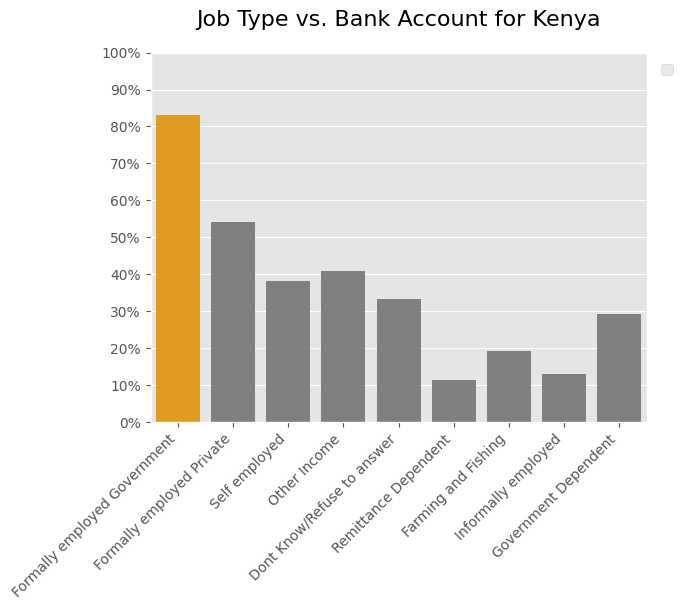 Job Type vs. Bank Account for Kenya
100%
90%
80%
70%
60%
50%
40%
30%
20%
10%
0%
Formally employed Government
Formally employed Private
Self employed
Other Income
Dont Know/Refuse to answer
Remittance Dependent
Farming and Fishing
Informally employed
Government Dependent